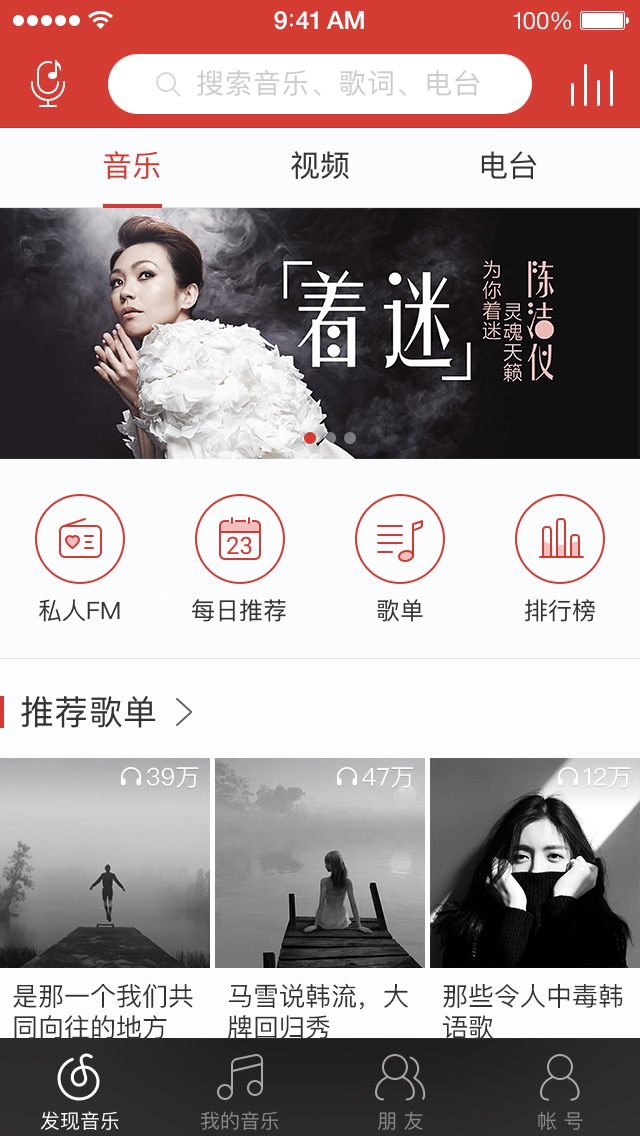 9:41 AM
100%
搜索音乐、歌词、电台
音乐
视频
电台
「着迷」
为你着迷
灵魂天籁
陈洁仪
23
私人FM
每日推荐
歌单
排行榜
推荐歌单
39万
47万
12万
是那一个我们共
同向往的地方
马雪说韩流，大
牌回归秀
那些令人中毒韩
语歌
发现音乐
我的音乐
朋友
帐号